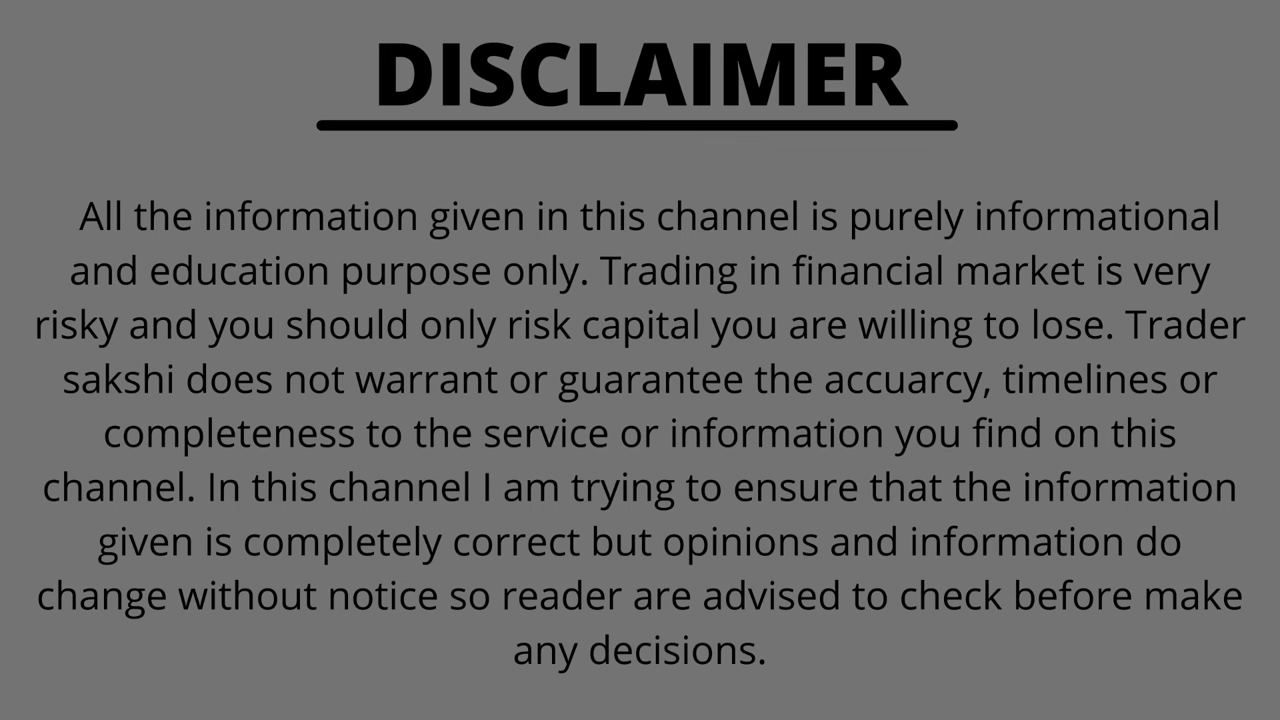 DISCLAIMER
All the information given in this channel is purely informational
and education purpose only. Trading in financial market is very
risky and you should only risk capital you are willing to lose. Trader
sakshi does not warrant or guarantee the accuarcy, timelines or
completeness to the service or information you find on this
channel. In this channel I am trying to ensure that the information
given is completely correct but opinions and information do
change without notice so reader are advised to check before make
any decisions.